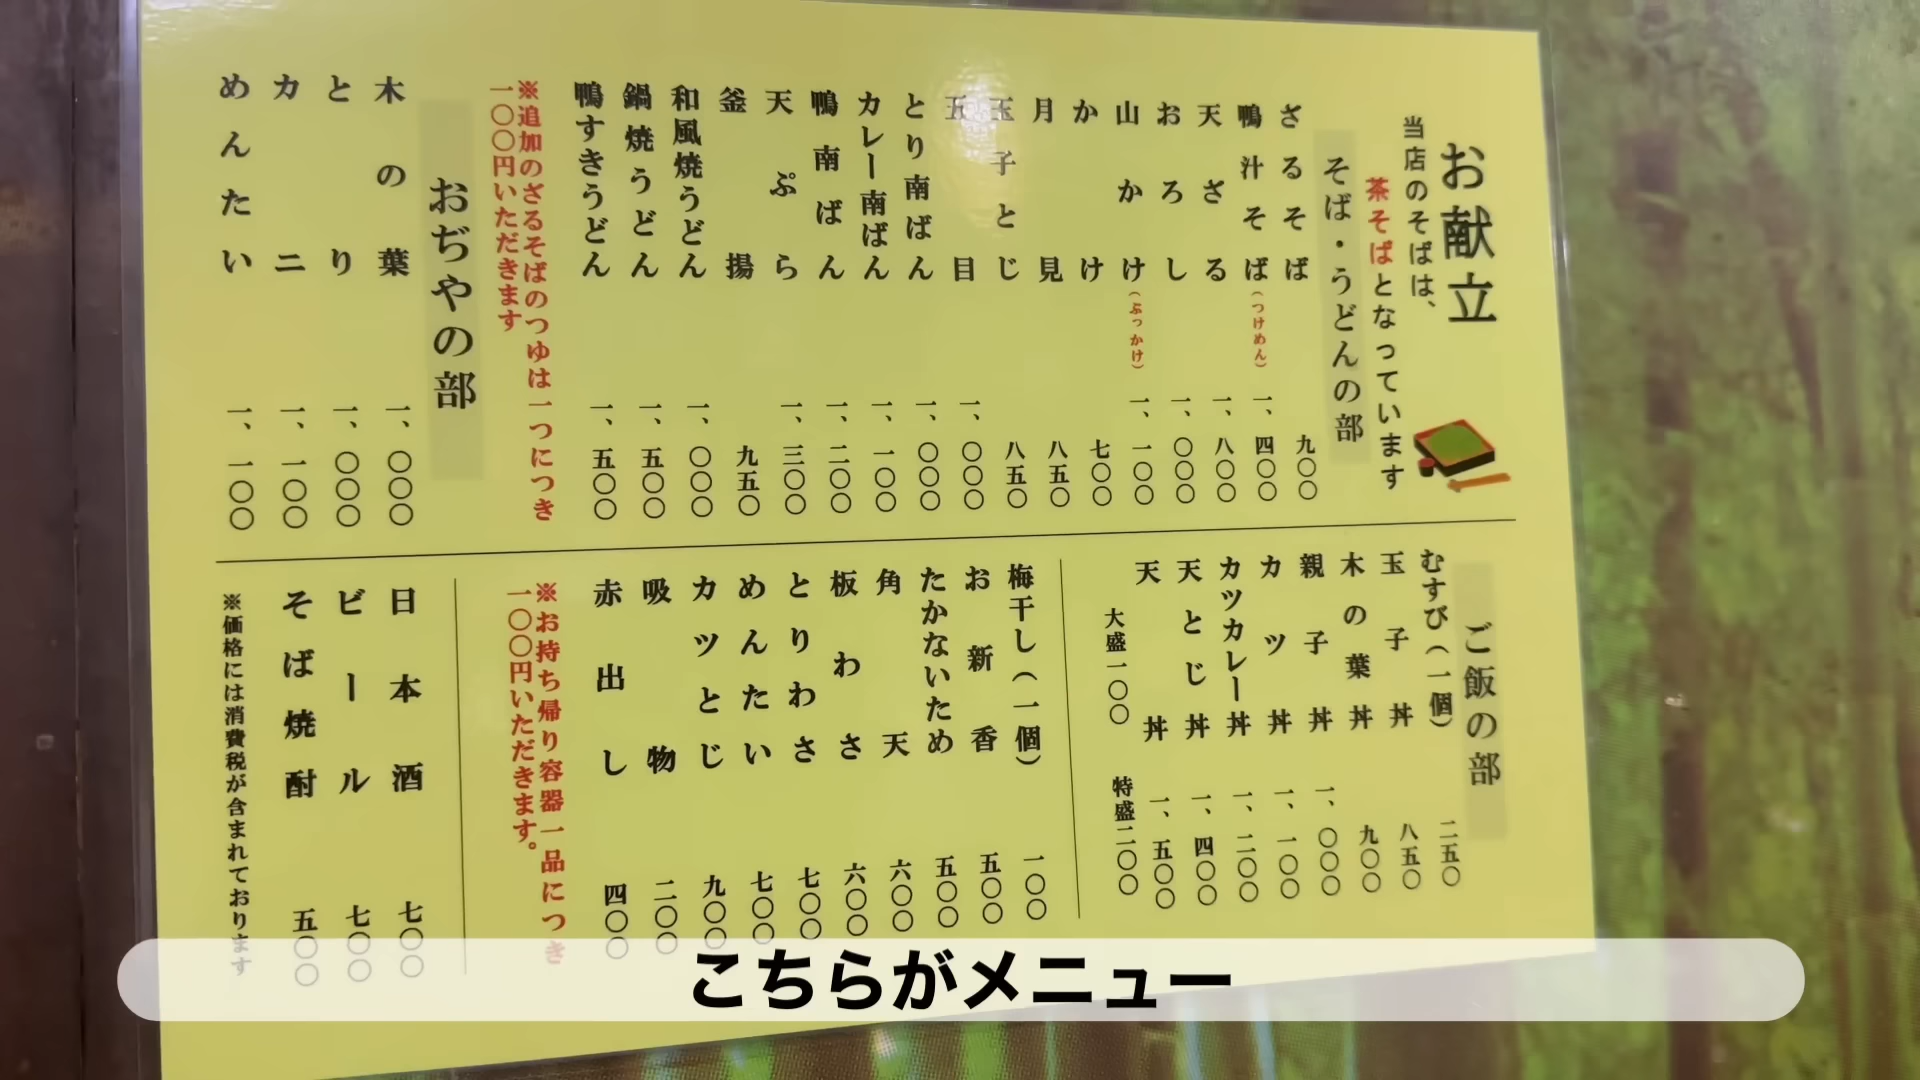 お献立
当店のそばは、
茶そばとなっています
そば・うどんの部
ざるそば 九〇〇
鴨汁そば(つけめん) 一、四〇〇
天ざる 一、八〇〇
おろし 一、〇〇〇
山かけ(ぶっかけ) 一、一〇〇
かけ 七〇〇
月見 八五〇
玉子とじ 八五〇
五目 一、〇〇〇
とり南ばん 一、〇〇〇
カレー南ばん 一、一〇〇
鴨南ばん 一、二〇〇
天ぷら 一、三〇〇
釜揚 九五〇
和風焼うどん 一、〇〇〇
鍋焼うどん 一、五〇〇
鴨すきうどん 一、五〇〇
※追加のざるそばのつゆは一つにつき
一〇〇円いただきます
おぢやの部
木の葉 一、〇〇〇
とり 一、〇〇〇
カニ 一、一〇〇
めんたい 一、一〇〇
ご飯の部
むすび(一個) 二五〇
玉子丼 八五〇
木の葉丼 九〇〇
親子丼 一、〇〇〇
カツ丼 一、一〇〇
カツカレー丼 一、二〇〇
天とじ丼 一、四〇〇
天丼 一、五〇〇
大盛一〇〇 特盛二〇〇
梅干し(一個) 一〇〇
お新香 五〇〇
たかないため 五〇〇
角天 六〇〇
板わさ 六〇〇
とりわさ 七〇〇
めんたい 七〇〇
カツとじ 九〇〇
吸物 二〇〇
赤出し 四〇〇
※お持ち帰り容器一品につき
一〇〇円いただきます。
日本酒 七〇〇
ビール 七〇〇
そば焼酎 五〇〇
※価格には消費税が含まれております
こちらがメニュー